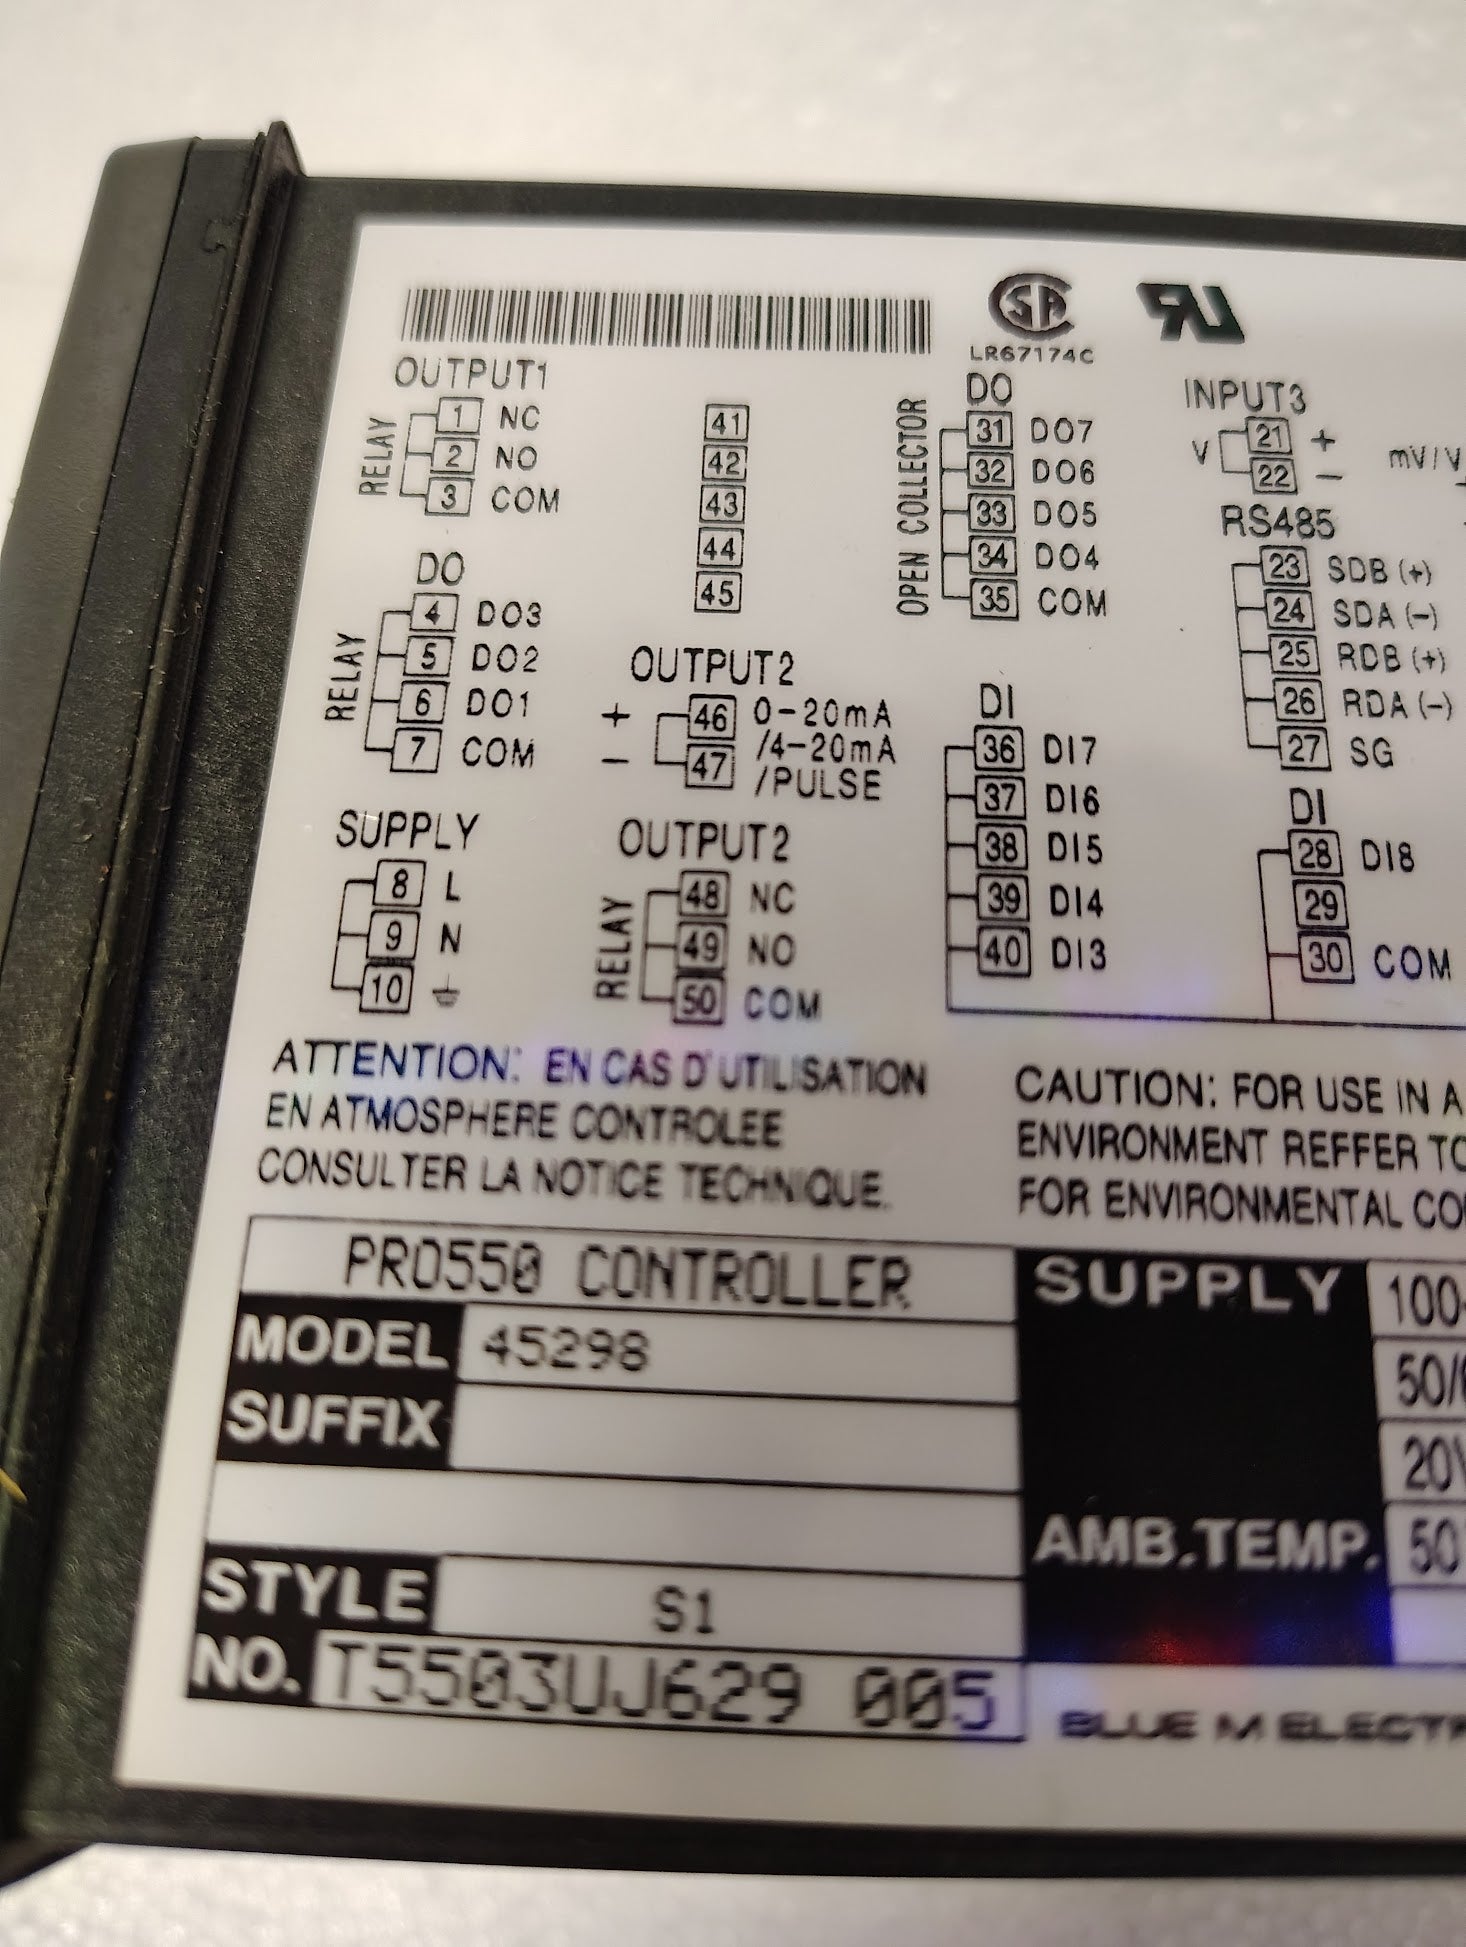 LR67174C
OUTPUT1
RELAY
1 NC
2 NO
3 COM
DO
RELAY
4 DO3
5 DO2
6 DO1
7 COM
SUPPLY
8 L
9 N
10
41
42
43
44
45
OUTPUT2
+ 46 0-20mA
/4-20mA
- 47
/PULSE
OUTPUT2
RELAY
48 NC
49 NO
50 COM
DO
OPEN COLLECTOR
31 DO7
32 DO6
33 DO5
34 DO4
35 COM
DI
36 DI7
37 DI6
38 DI5
39 DI4
40 DI3
INPUT3
V
21 +
22 -
mV/V
RS485
23 SDB (+)
24 SDA (-)
25 RDB (+)
26 RDA (-)
27 SG
DI
28 DI8
29
30 COM
ATTENTION: EN CAS D'UTILISATION
EN ATMOSPHERE CONTROLEE
CONSULTER LA NOTICE TECHNIQUE.
CAUTION: FOR USE IN A
ENVIRONMENT REFFER TO
FOR ENVIRONMENTAL
PRO550 CONTROLLER
MODEL 45298
SUFFIX
STYLE S1
NO. T5503UJ629 005
SUPPLY 100
50/
20
AMB.TEMP. 50
BLUE M